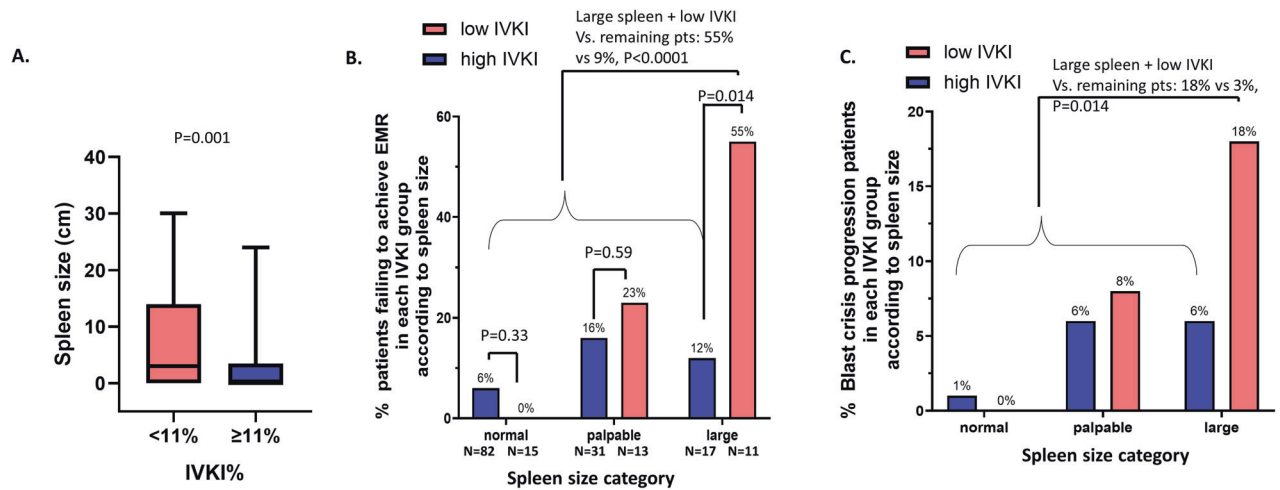 A.
P=0.001
Spleen size (cm)
40
30
20
10
0
<11%
≥11%
IVKI%
B.
low IVKI
high IVKI
Large spleen + low IVKI
Vs. remaining pts: 55%
vs 9%, P<0.0001
P=0.014
% patients failing to achieve EMR
in each IVKI group
according to spleen size
60
40
20
0
P=0.33
6%
0%
P=0.59
16%
23%
12%
55%
normal
palpable
large
N=82 N=15
N=31 N=13
N=17 N=11
Spleen size category
C.
low IVKI
high IVKI
Large spleen + low IVKI
Vs. remaining pts: 18% vs 3%,
P=0.014
% Blast crisis progression patients
in each IVKI group
according to spleen size
20
15
10
5
0
1%
0%
6%
8%
6%
18%
normal
palpable
large
Spleen size category